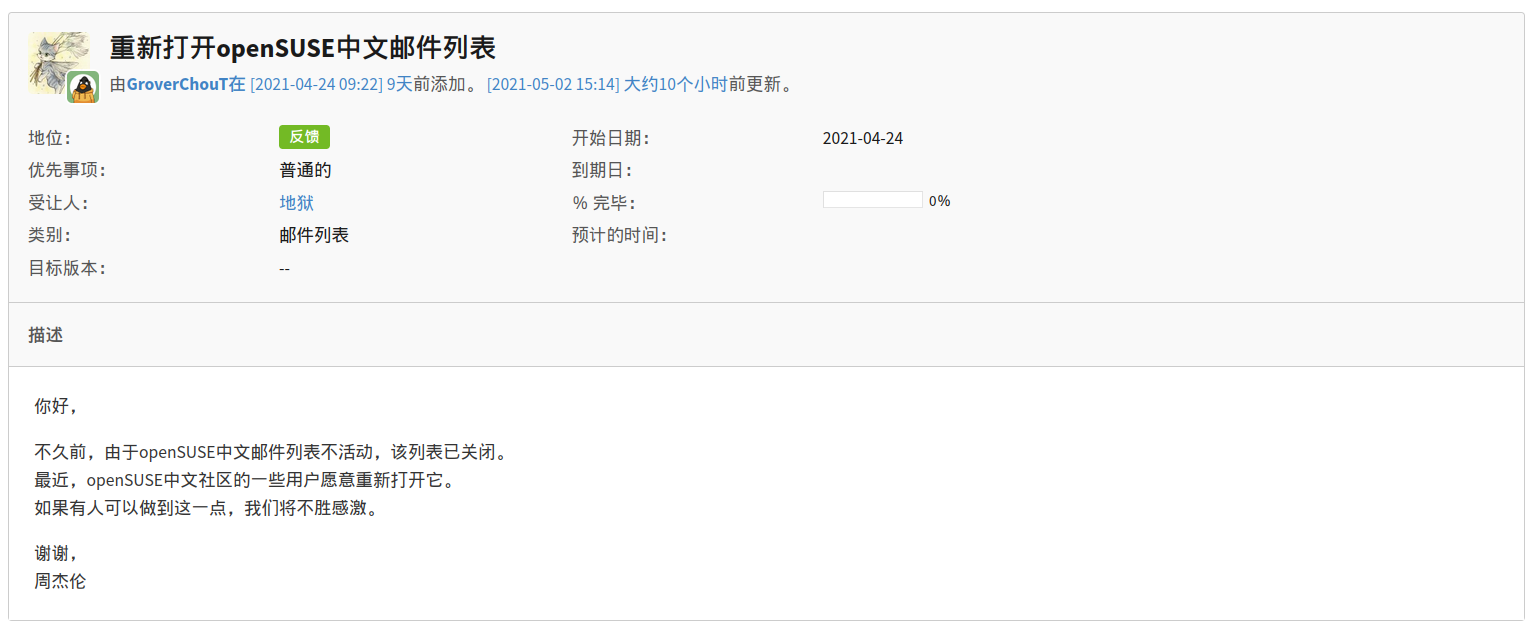 重新打开openSUSE中文邮件列表
由GroverChouT在 [2021-04-24 09:22] 9天前添加。 [2021-05-02 15:14] 大约10个小时前更新。
地位: 反馈 开始日期: 2021-04-24
优先事项: 普通的 到期日:
受让人: 地狱 % 完毕: 0%
类别: 邮件列表 预计的时间:
目标版本: --
描述
你好，
不久前，由于openSUSE中文邮件列表不活动，该列表已关闭。
最近，openSUSE中文社区的一些用户愿意重新打开它。
如果有人可以做到这一点，我们将不胜感激。
谢谢，
周杰伦